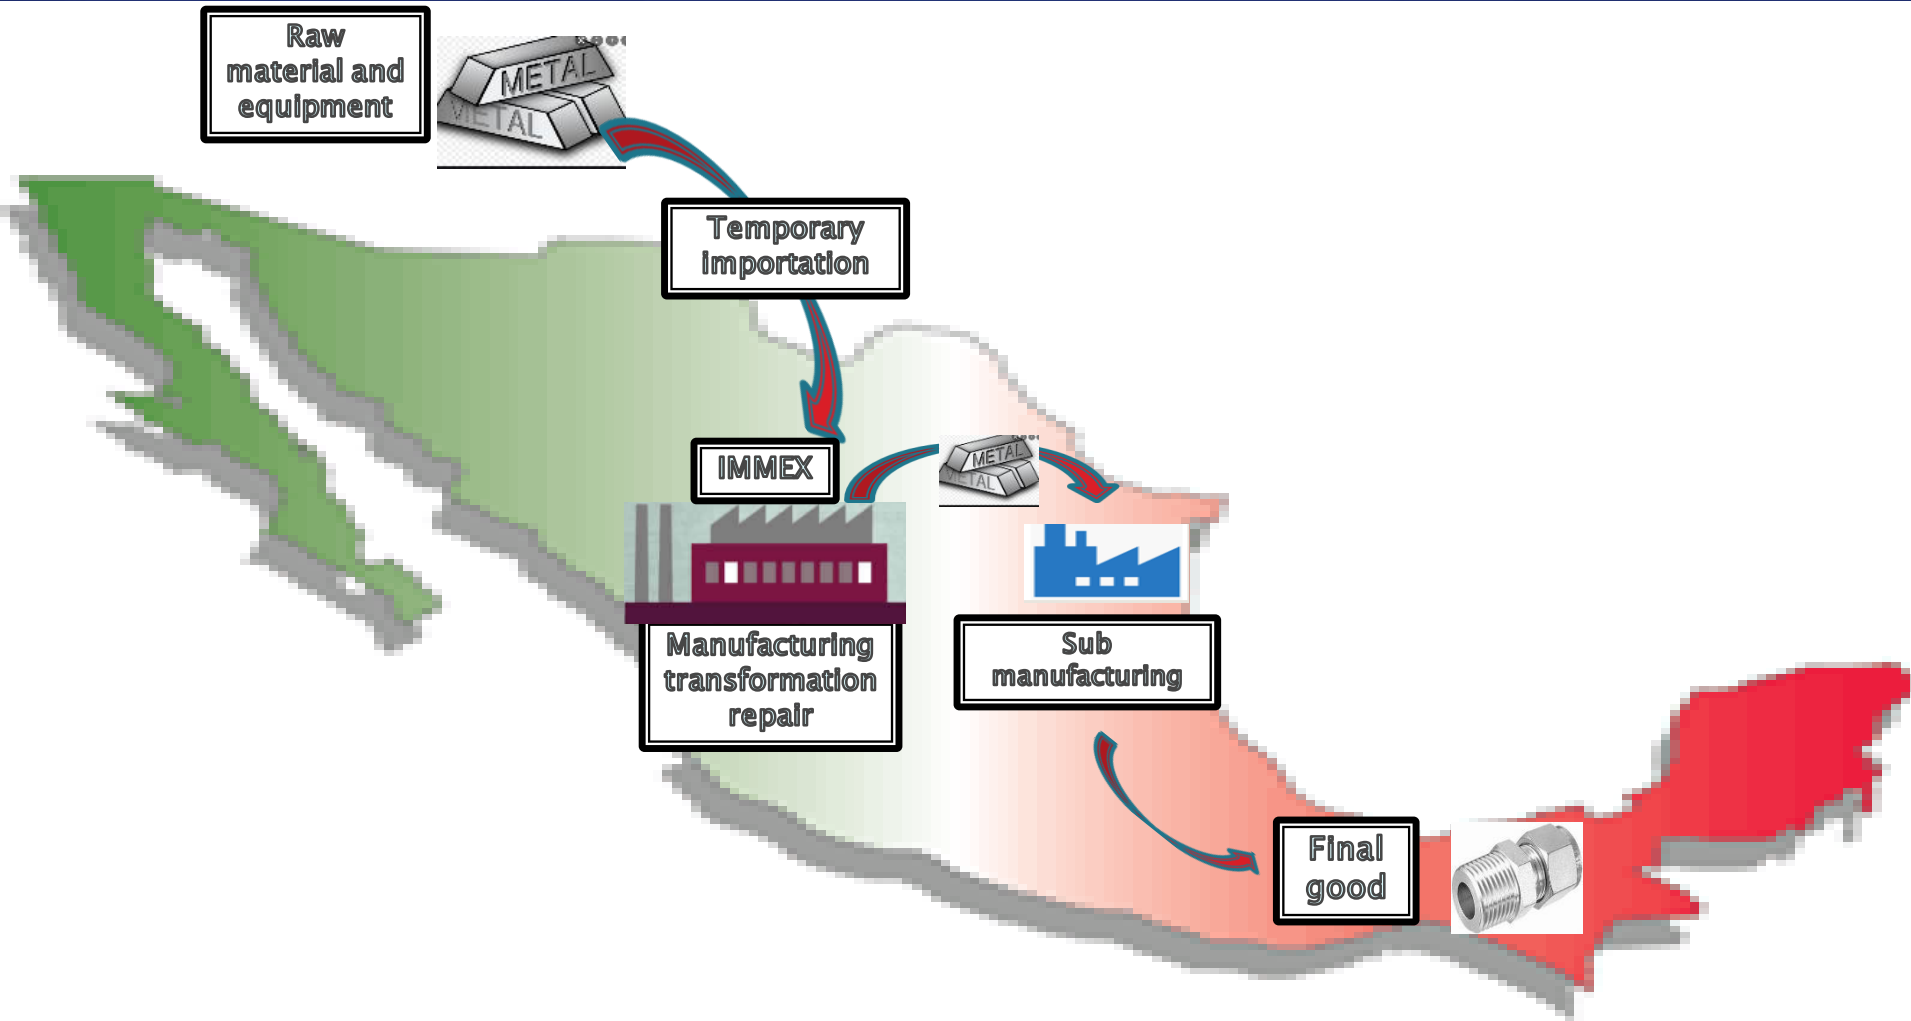 Raw
material and
equipment
METAL
METAL
Temporary
importation
IMMEX
METAL
METAL
Manufacturing
transformation
repair
Sub
manufacturing
Final
good